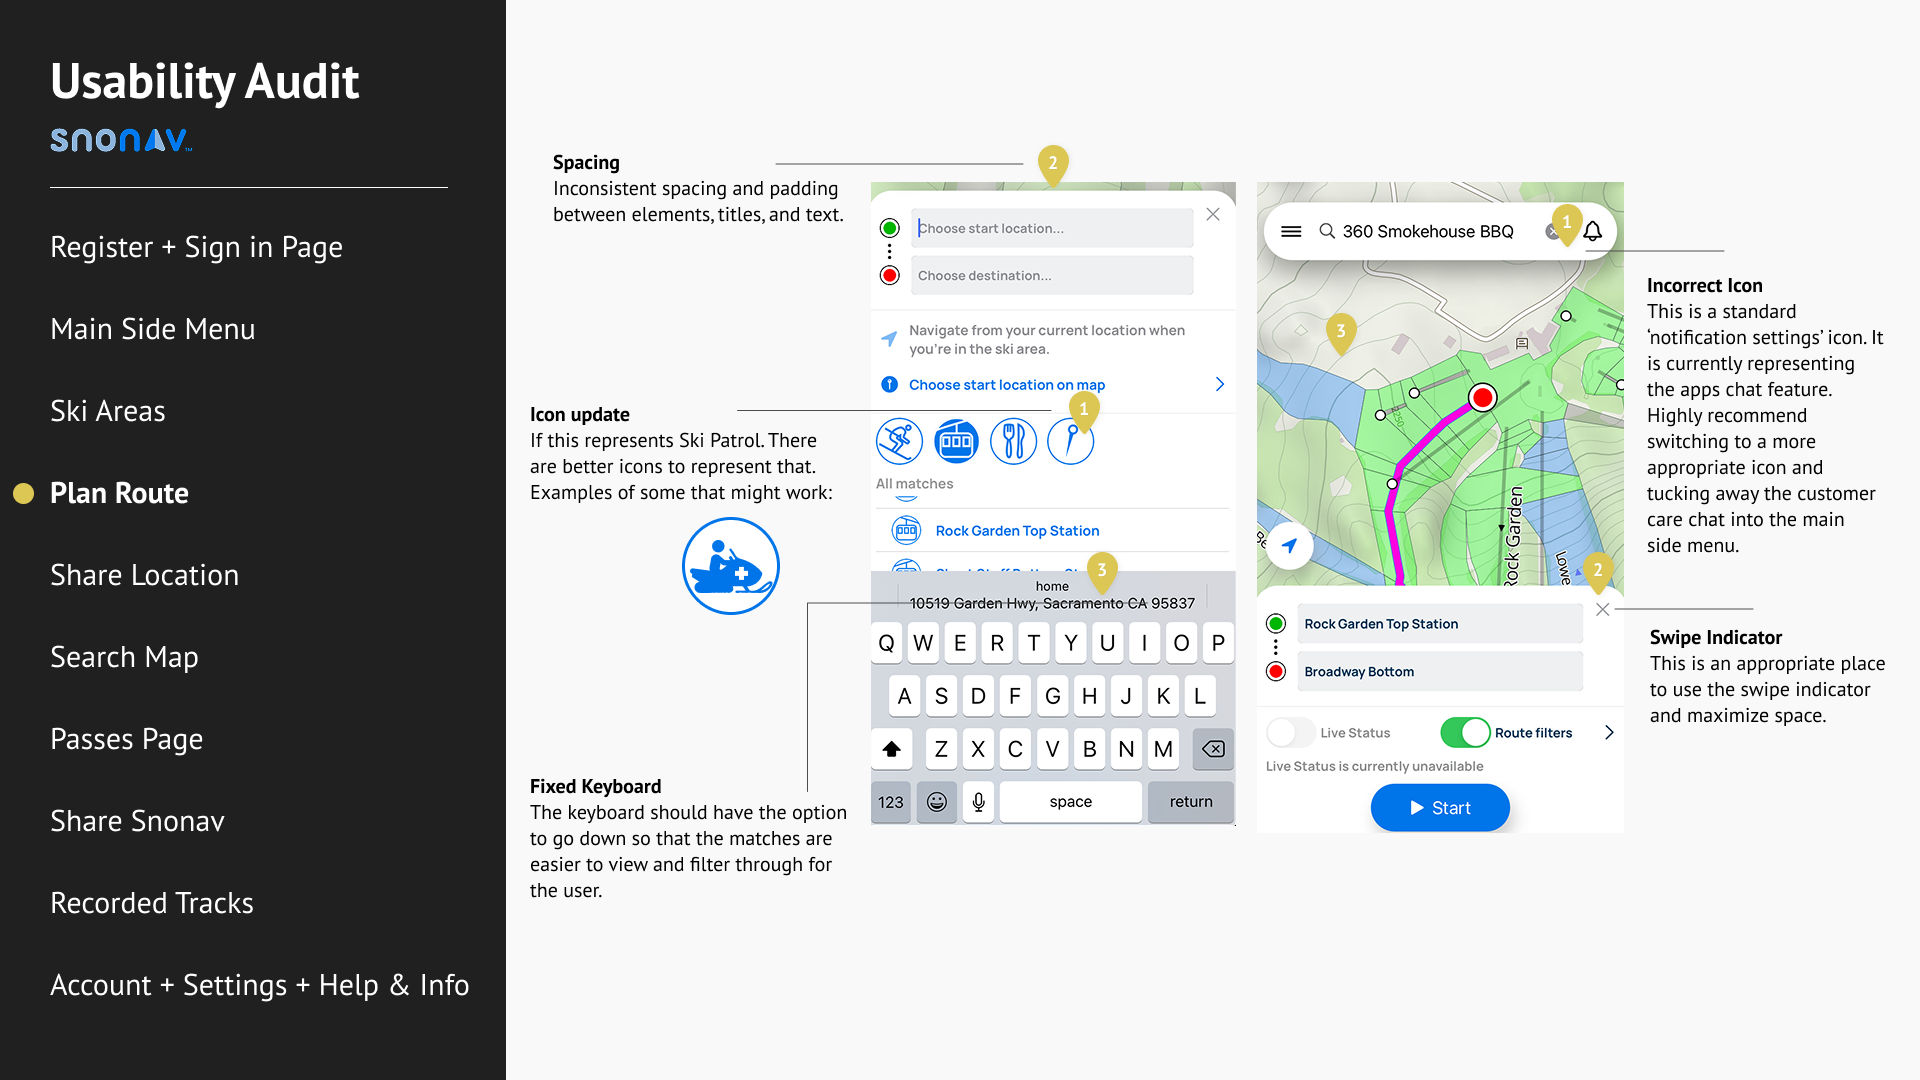 Usability Audit
snonav™
Register + Sign in Page
Main Side Menu
Ski Areas
Plan Route
Share Location
Search Map
Passes Page
Share Snonav
Recorded Tracks
Account + Settings + Help & Info
Spacing
Inconsistent spacing and padding
between elements, titles, and text.
Icon update
If this represents Ski Patrol. There
are better icons to represent that.
Examples of some that might work:
Fixed Keyboard
The keyboard should have the option
to go down so that the matches are
easier to view and filter through for
the user.
2
Choose start location...
Choose destination...
Navigate from your current location when
you're in the ski area.
Choose start location on map
1
All matches
Rock Garden Top Station
3
home
10519 Garden Hwy, Sacramento CA 95837
Q W E R T Y U I O P
A S D F G H J K L
Z X C V B N M
123 space return
360 Smokehouse BBQ
1
3
250
Rock Garden
Lowe
2
Rock Garden Top Station
Broadway Bottom
Live Status
Route filters
Live Status is currently unavailable
Start
Incorrect Icon
This is a standard
‘notification settings’ icon. It
is currently representing
the apps chat feature.
Highly recommend
switching to a more
appropriate icon and
tucking away the customer
care chat into the main
side menu.
Swipe Indicator
This is an appropriate place
to use the swipe indicator
and maximize space.